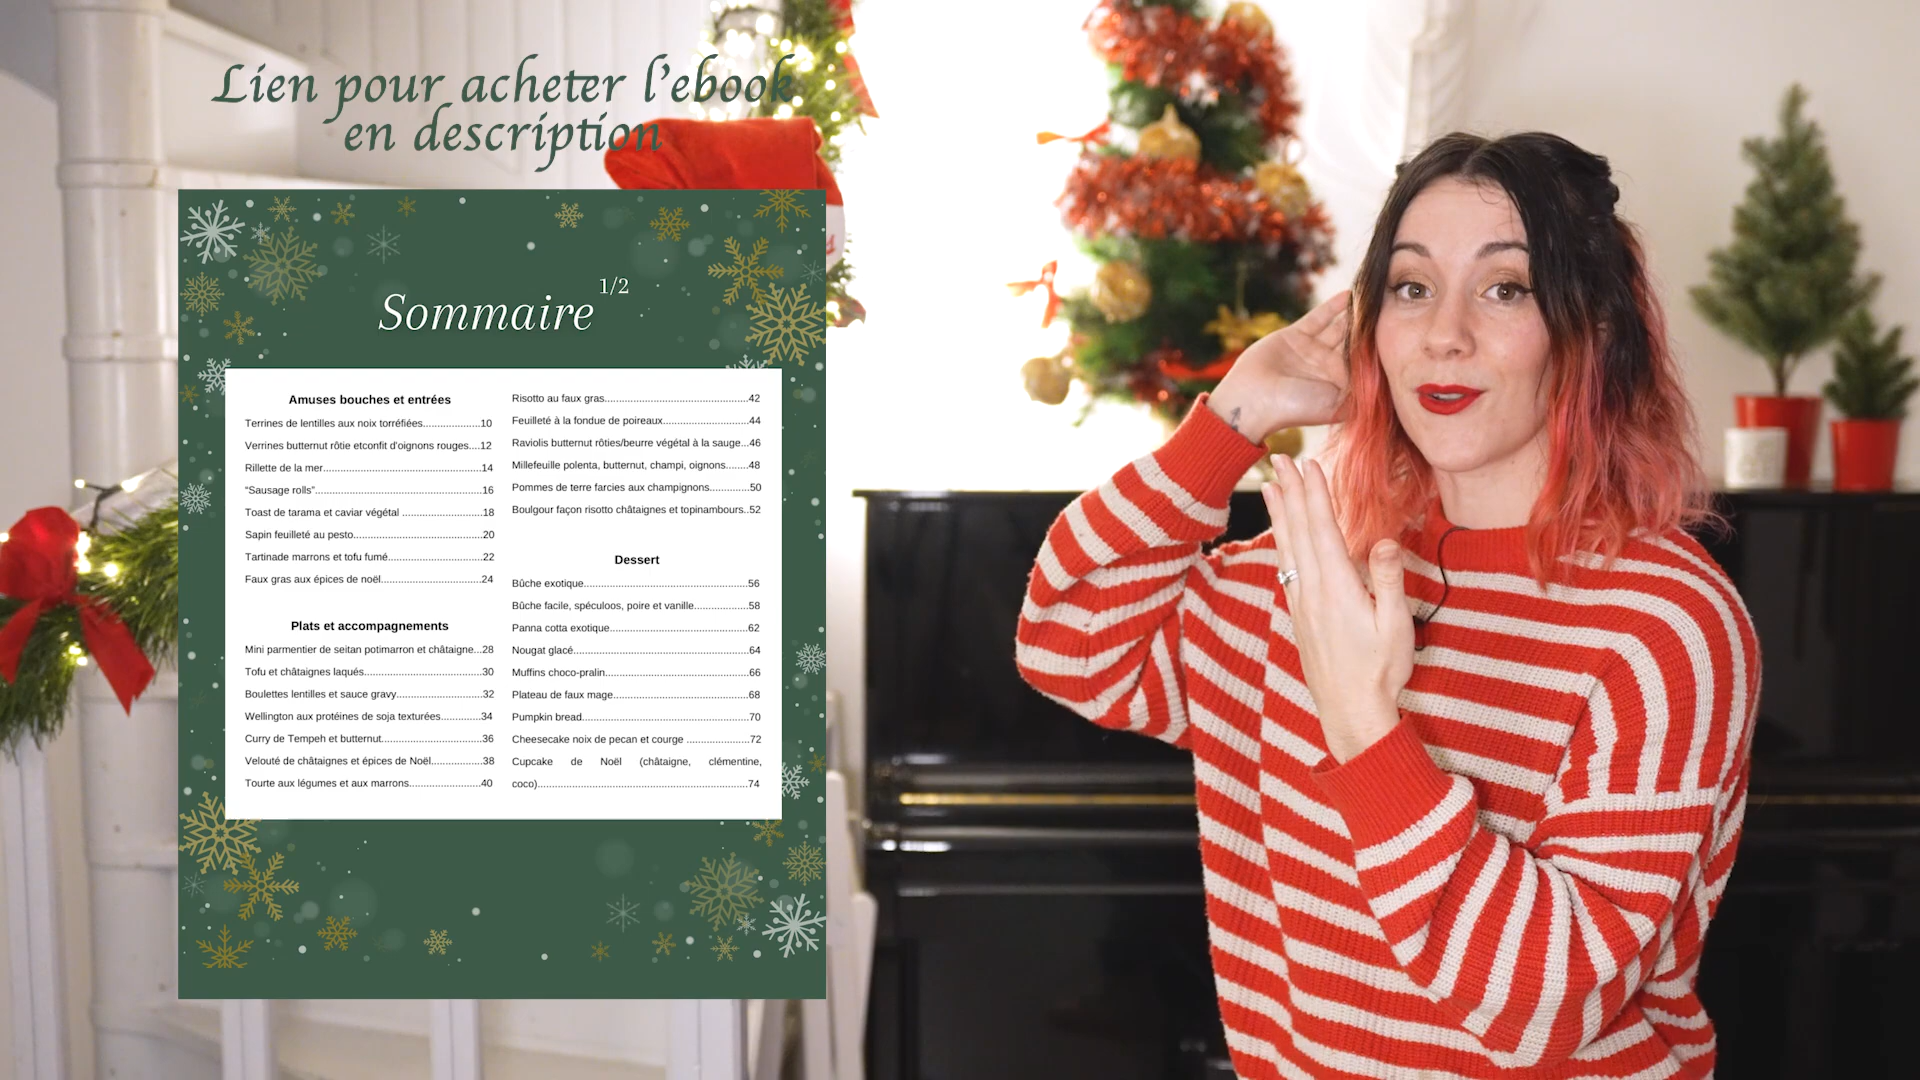 Lien pour acheter l'ebook
en description
Sommaire 1/2
Amuses bouches et entrées
Terrines de lentilles aux noix torréfiées....................10
Verrines butternut rôtie etconfit d'oignons rouges....12
Rillette de la mer.......................................................14
“Sausage rolls”..........................................................16
Toast de tarama et caviar végétal ............................18
Sapin feuilleté au pesto.............................................20
Tartinade marrons et tofu fumé.................................22
Faux gras aux épices de noël...................................24
Plats et accompagnements
Mini parmentier de seitan potimarron et châtaigne...28
Tofu et châtaignes laqués.........................................30
Boulettes lentilles et sauce gravy..............................32
Wellington aux protéines de soja texturées.............34
Curry de Tempeh et butternut...................................36
Velouté de châtaignes et épices de Noël..................38
Tourte aux légumes et aux marrons.........................40
Risotto au faux gras..................................................42
Feuilleté à la fondue de poireaux..............................44
Raviolis butternut rôties/beurre végétal à la sauge...46
Millefeuille polenta, butternut, champi, oignons........48
Pommes de terre farcies aux champignons..............50
Boulgour façon risotto châtaignes et topinambours..52
Dessert
Bûche exotique.........................................................56
Bûche facile, spéculoos, poire et vanille...................58
Panna cotta exotique.................................................62
Nougat glacé.............................................................64
Muffins choco-pralin..................................................66
Plateau de faux mage...............................................68
Pumpkin bread..........................................................70
Cheesecake noix de pecan et courge ......................72
Cupcake de Noël (châtaigne, clémentine,
coco).........................................................................74